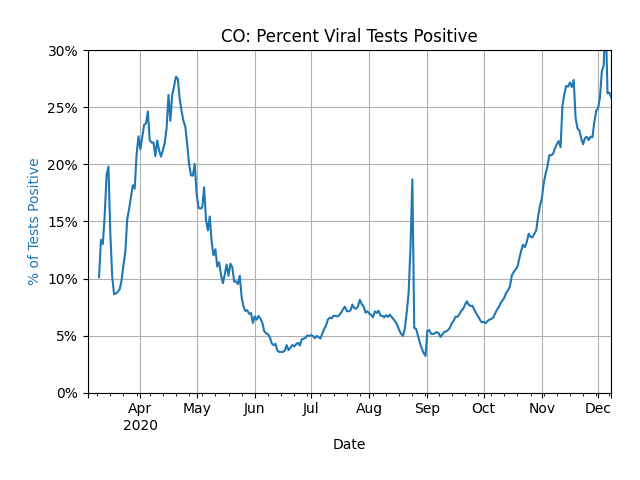 CO: Percent Viral Tests Positive
30%
25%
20%
15%
10%
5%
0%
% of Tests Positive
Apr May Jun Jul Aug Sep Oct Nov Dec
2020
Date